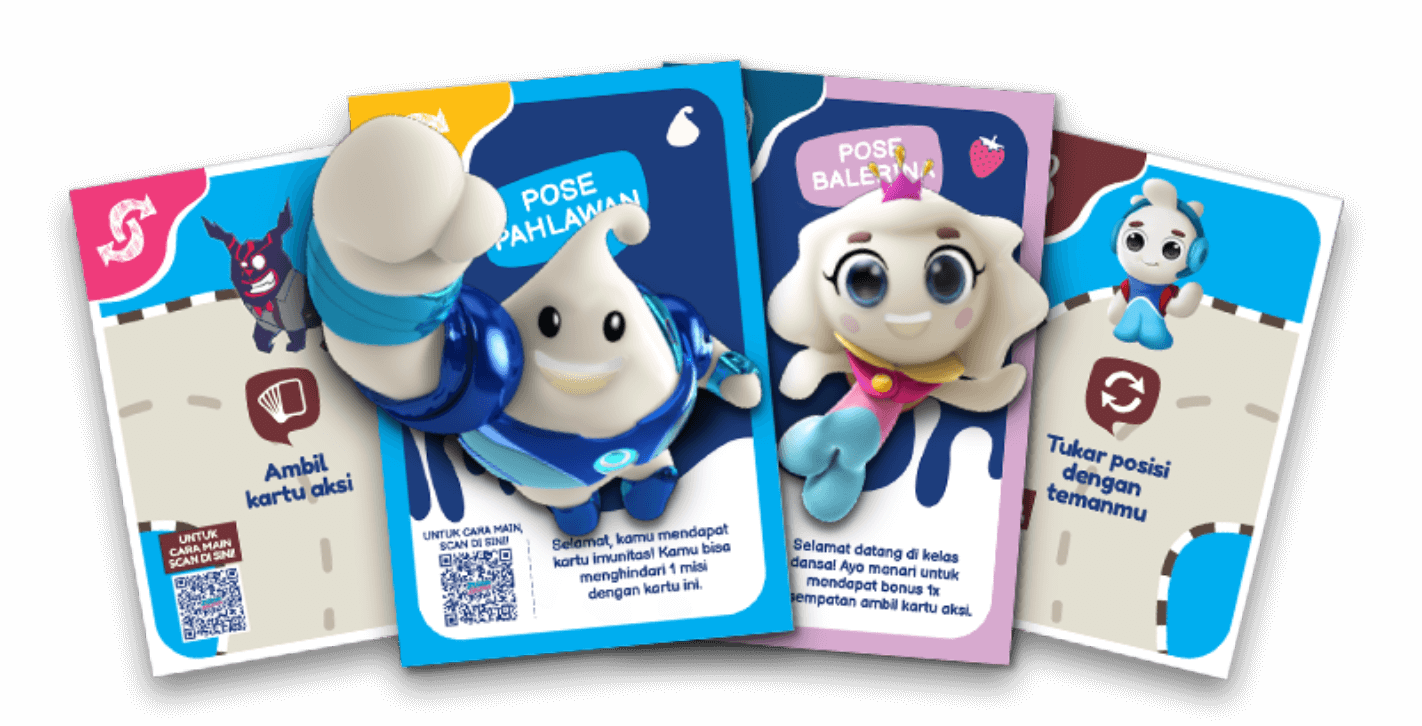 Ambil
kartu aksi
UNTUK
CARA MAIN
SCAN DI SINI!
POSE
PAHLAWAN
UNTUK CARA MAIN,
SCAN DI SINI!
Selamat, kamu mendapat
kartu imunitas! Kamu bisa
menghindari 1 misi
dengan kartu ini.
POSE
BALERINA
Selamat datang di kelas
dansa! Ayo menari untuk
mendapat bonus 1x
sempatan ambil kartu aksi.
Tukar posisi
dengan
temanmu